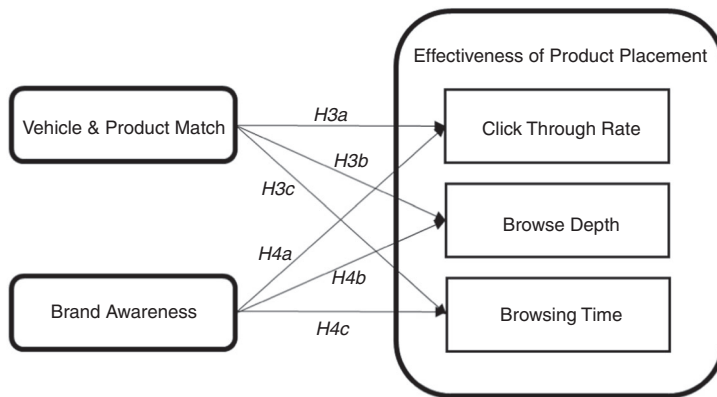 Effectiveness of Product Placement
Vehicle & Product Match
H3a
Click Through Rate
H3b
H3c
Browse Depth
H4a
H4b
Brand Awareness
H4c
Browsing Time